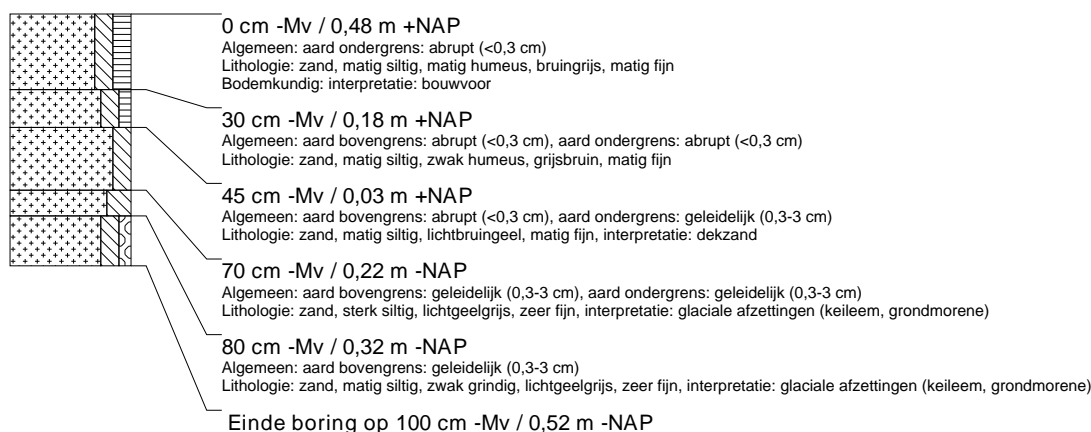 0 cm -Mv / 0,48 m +NAP
Algemeen: aard ondergrens: abrupt (<0,3 cm)
Lithologie: zand, matig siltig, matig humeus, bruingrijs, matig fijn
Bodemkundig: interpretatie: bouwvoor
30 cm -Mv / 0,18 m +NAP
Algemeen: aard bovengrens: abrupt (<0,3 cm), aard ondergrens: abrupt (<0,3 cm)
Lithologie: zand, matig siltig, zwak humeus, grijsbruin, matig fijn
45 cm -Mv / 0,03 m +NAP
Algemeen: aard bovengrens: abrupt (<0,3 cm), aard ondergrens: geleidelijk (0,3-3 cm)
Lithologie: zand, matig siltig, lichtbruingeel, matig fijn, interpretatie: dekzand
70 cm -Mv / 0,22 m -NAP
Algemeen: aard bovengrens: geleidelijk (0,3-3 cm), aard ondergrens: geleidelijk (0,3-3 cm)
Lithologie: zand, sterk siltig, lichtgeelgrijs, zeer fijn, interpretatie: glaciale afzettingen (keileem, grondmorene)
80 cm -Mv / 0,32 m -NAP
Algemeen: aard bovengrens: geleidelijk (0,3-3 cm)
Lithologie: zand, matig siltig, zwak grindig, lichtgeelgrijs, zeer fijn, interpretatie: glaciale afzettingen (keileem, grondmorene)
Einde boring op 100 cm -Mv / 0,52 m -NAP